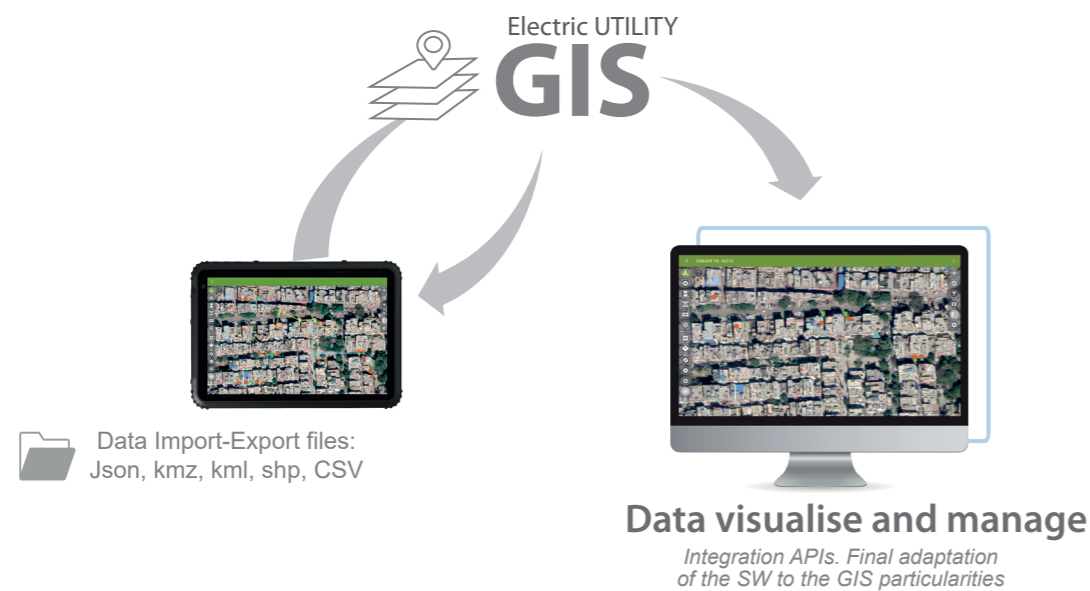 Electric UTILITY
GIS
Data Import-Export files:
Json, kmz, kml, shp, CSV
Data visualise and manage
Integration APIs. Final adaptation
of the SW to the GIS particularities